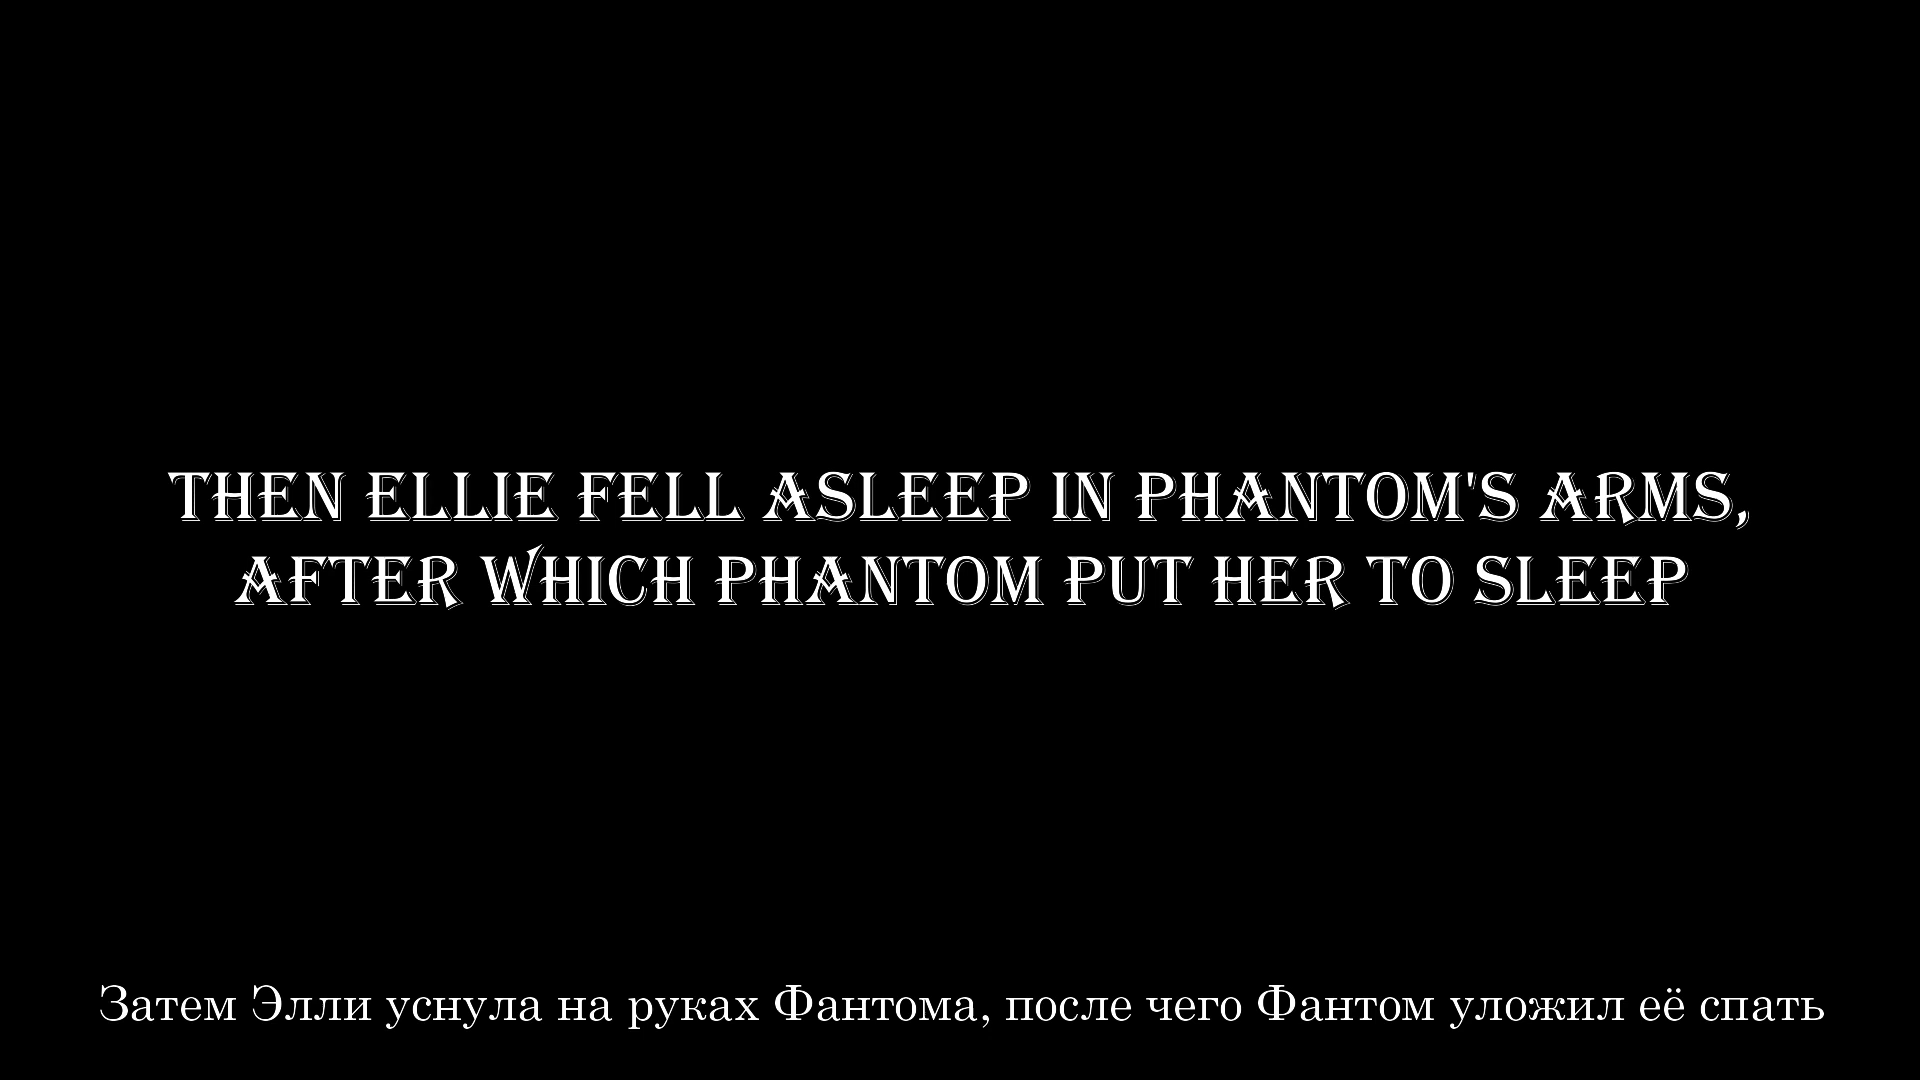 THEN ELLIE FELL ASLEEP IN PHANTOM'S ARMS,
AFTER WHICH PHANTOM PUT HER TO SLEEP
Затем Элли уснула на руках Фантома, после чего Фантом уложил её спать